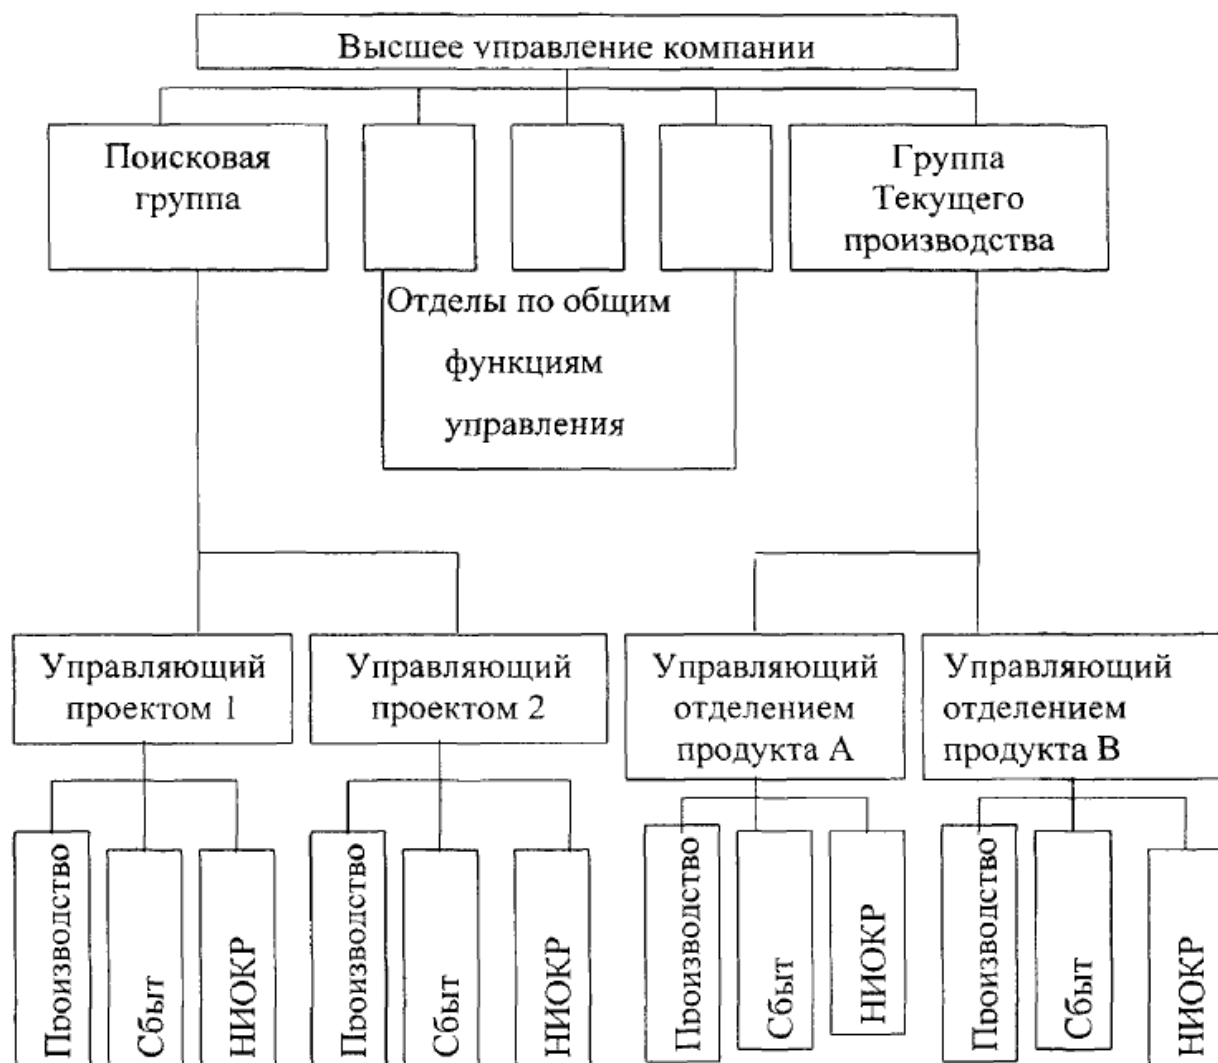 Высшее управление компании
Поисковая
группа
Группа
Текущего
производства
Отделы по общим
функциям
управления
Управляющий
проектом 1
Управляющий
проектом 2
Управляющий
отделением
продукта А
Управляющий
отделением
продукта В
Производство
Сбыт
НИОКР
Производство
Сбыт
НИОКР
Производство
Сбыт
НИОКР
Производство
Сбыт
НИОКР